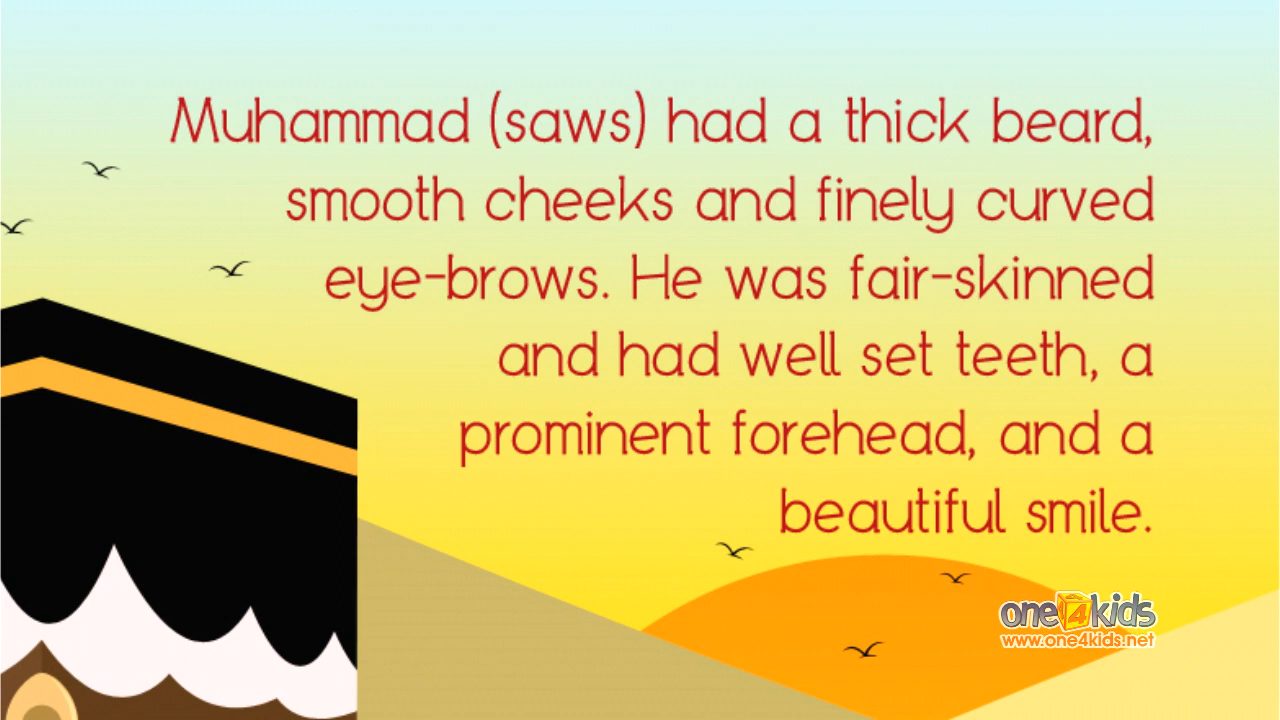 Muhammad (saws) had a thick beard,
smooth cheeks and finely curved
eye-brows. He was fair-skinned
and had well set teeth, a
prominent forehead, and a
beautiful smile.
one4kids
www.one4kids.net